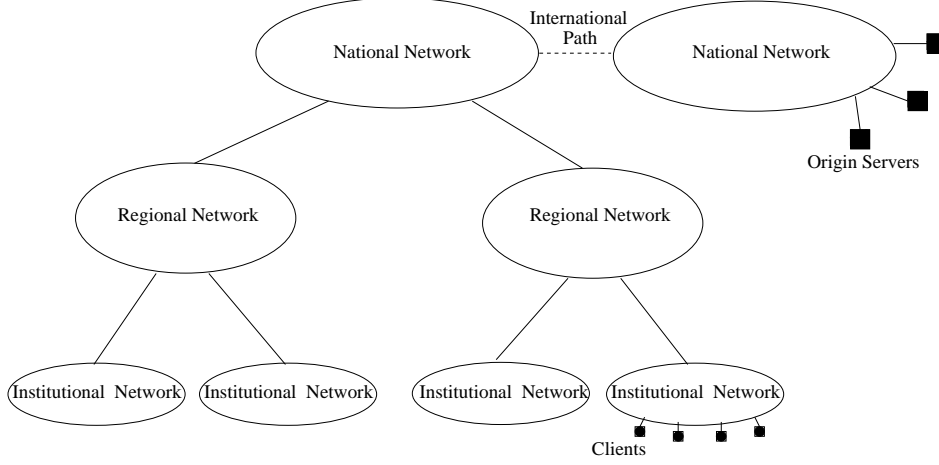 International
Path
National Network
National Network
Origin Servers
Regional Network
Regional Network
Institutional Network
Institutional Network
Institutional Network
Institutional Network
Clients